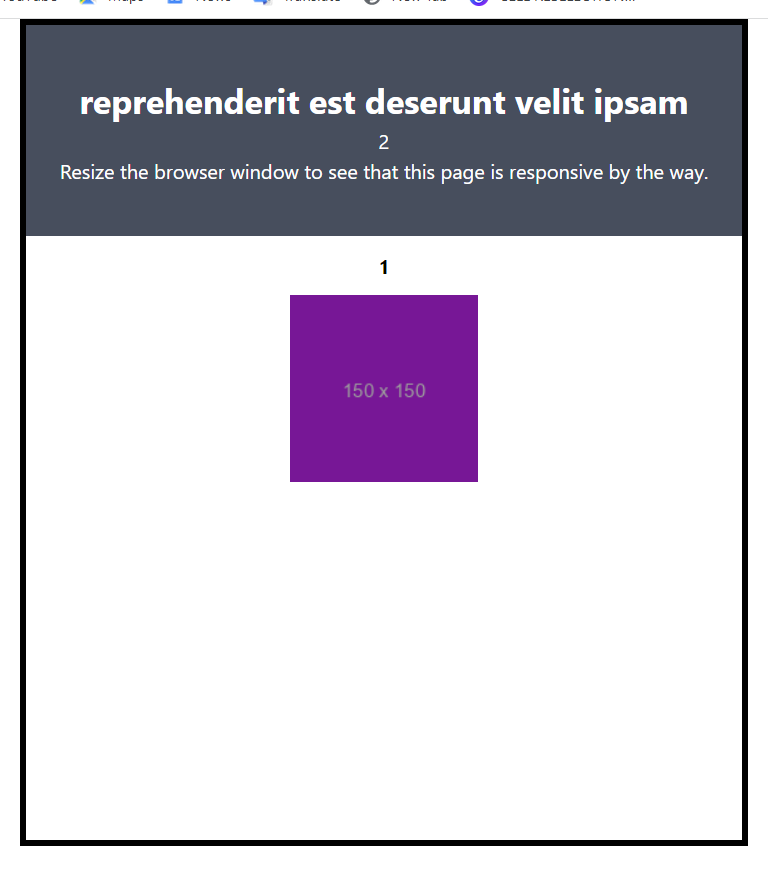 reprehenderit est deserunt velit ipsam
2
Resize the browser window to see that this page is responsive by the way.
1
150 x 150